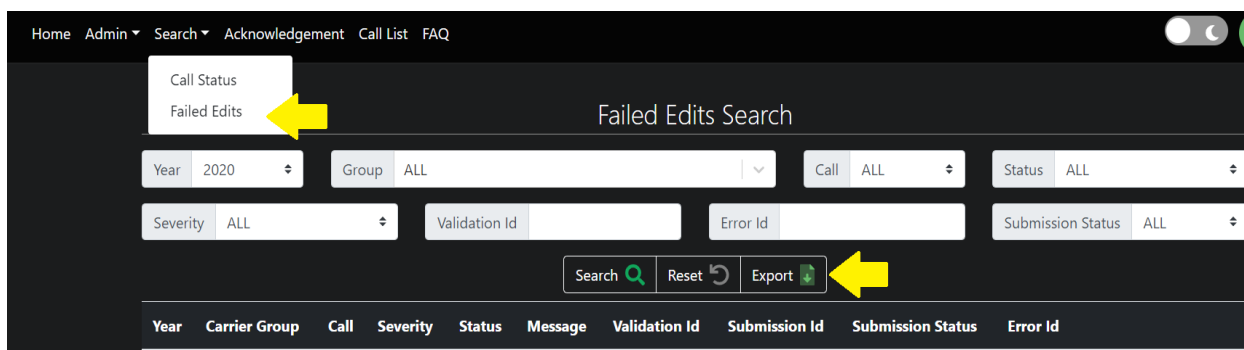 Home Admin Search Acknowledgement Call List FAQ
Call Status
Failed Edits
Failed Edits Search
Year 2020 Group ALL Call ALL Status ALL
Severity ALL Validation Id Error Id Submission Status ALL
Search Reset Export
Year Carrier Group Call Severity Status Message Validation Id Submission Id Submission Status Error Id